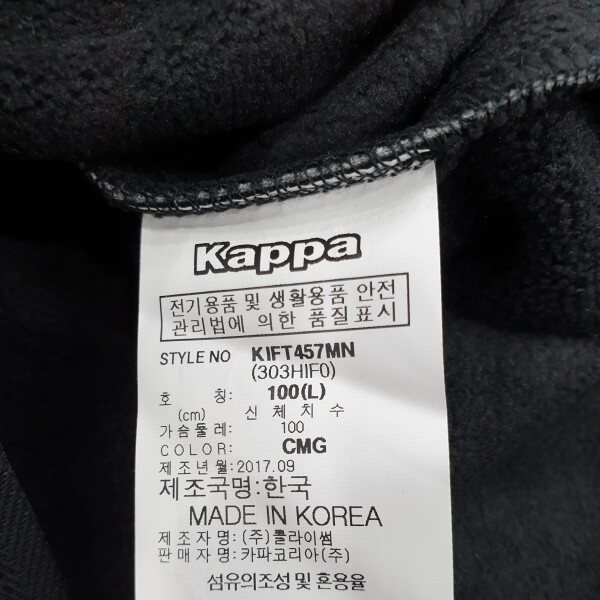 Kappa
전기용품 및 생활용품 안전
관리법에 의한 품질표시
STYLE NO KIFT457MN
(303HIF0)
호 칭: 100(L)
(cm) 신체치수
가슴둘레: 100
COLOR: CMG
제조년월:2017.09
제조국명:한국
MADE IN KOREA
제조자명: (주)콜라이썸
판매자명: 카파코리아(주)
섬유의조성 및 혼용율